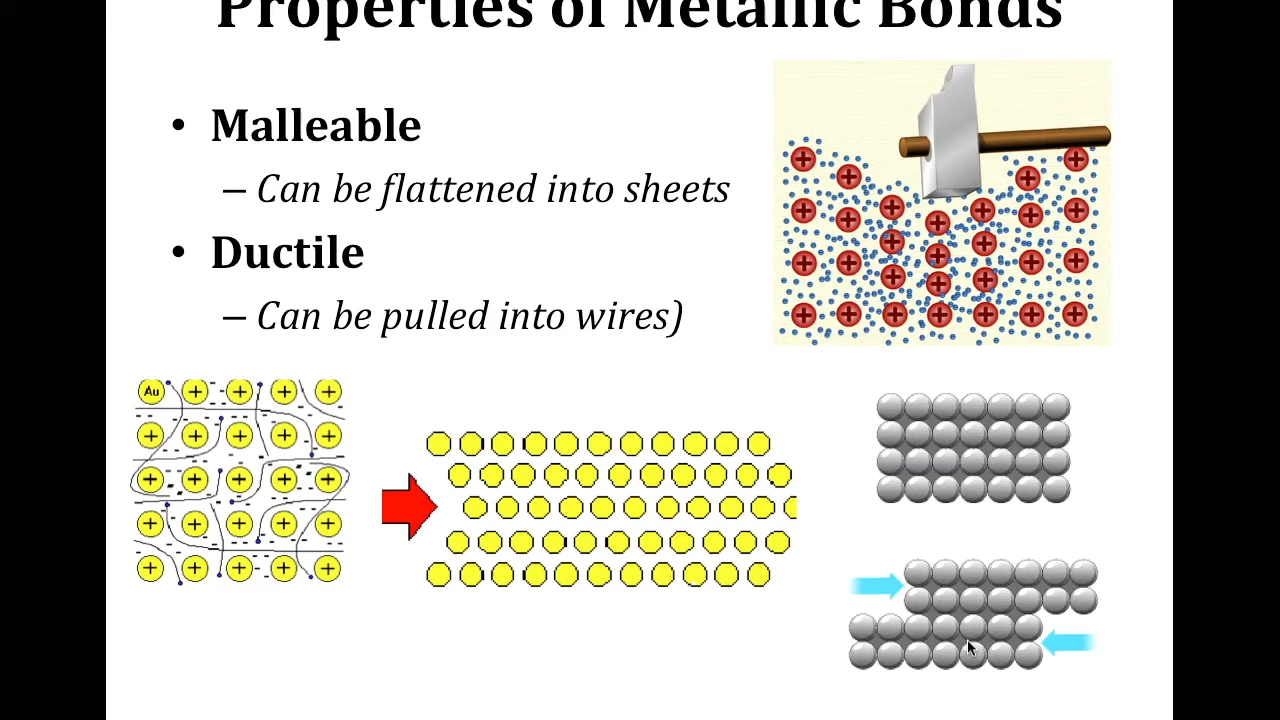 Properties of Metallic Bonds
• Malleable
– Can be flattened into sheets
• Ductile
– Can be pulled into wires)
Au